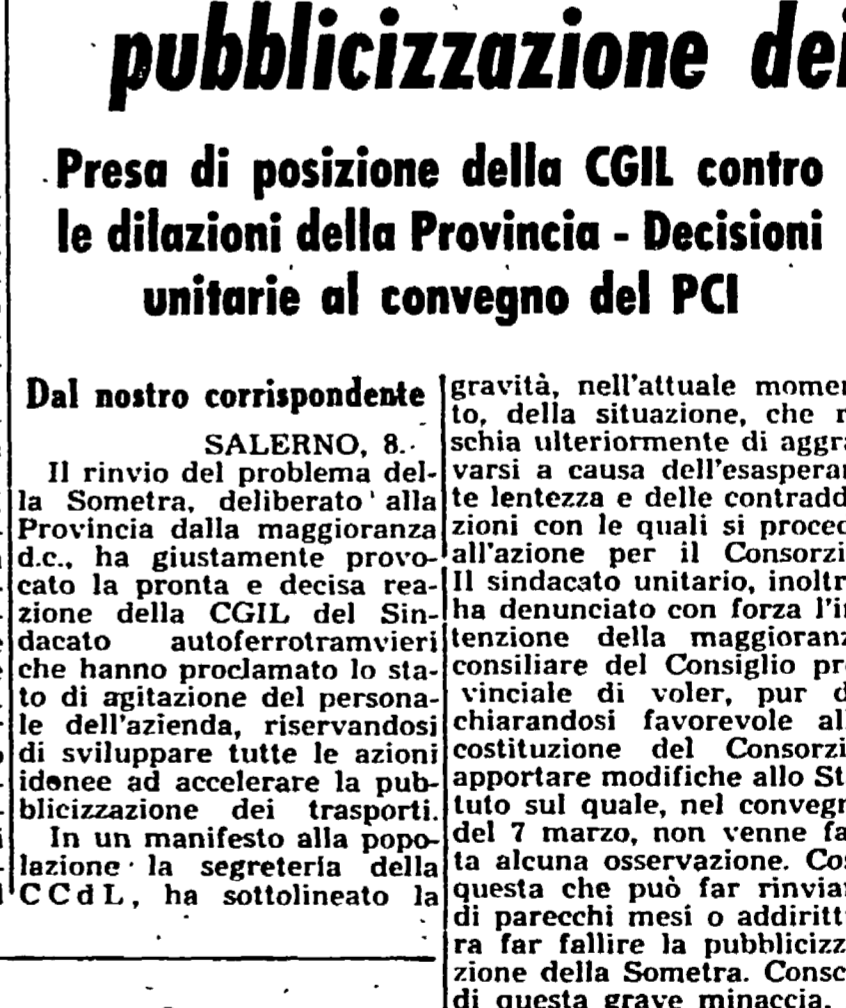 pubblicizzazione dei
Presa di posizione della CGIL contro
le dilazioni della Provincia - Decisioni
unitarie al convegno del PCI
Dal nostro corrispondente
SALERNO, 8.
Il rinvio del problema del-
la Sometra, deliberato alla
Provincia dalla maggioranza
d.c., ha giustamente provo-
cato la pronta e decisa rea-
zione della CGIL del Sin-
dacato autoferrotramvieri
che hanno proclamato lo sta-
to di agitazione del persona-
le dell'azienda, riservandosi
di sviluppare tutte le azioni
idonee ad accelerare la pub-
blicizzazione dei trasporti.
In un manifesto alla popo-
lazione la segreteria della
CCdL, ha sottolineato la
gravità, nell'attuale momen
to, della situazione, che r
schia ulteriormente di aggra
varsi a causa dell'esasperan
te lentezza e delle contradd
zioni con le quali si proced
all'azione per il Consorzi
Il sindacato unitario, inoltr
ha denunciato con forza l'in
tenzione della maggioranz
consiliare del Consiglio pro
vinciale di voler, pur d
chiarandosi favorevole all
costituzione del Consorzi
apportare modifiche allo St
tuto sul quale, nel convegn
del 7 marzo, non venne fa
ta alcuna osservazione. Cos
questa che può far rinviar
di parecchi mesi o addiritt
ra far fallire la pubblicizz
zione della Sometra. Consc
di questa grave minaccia,